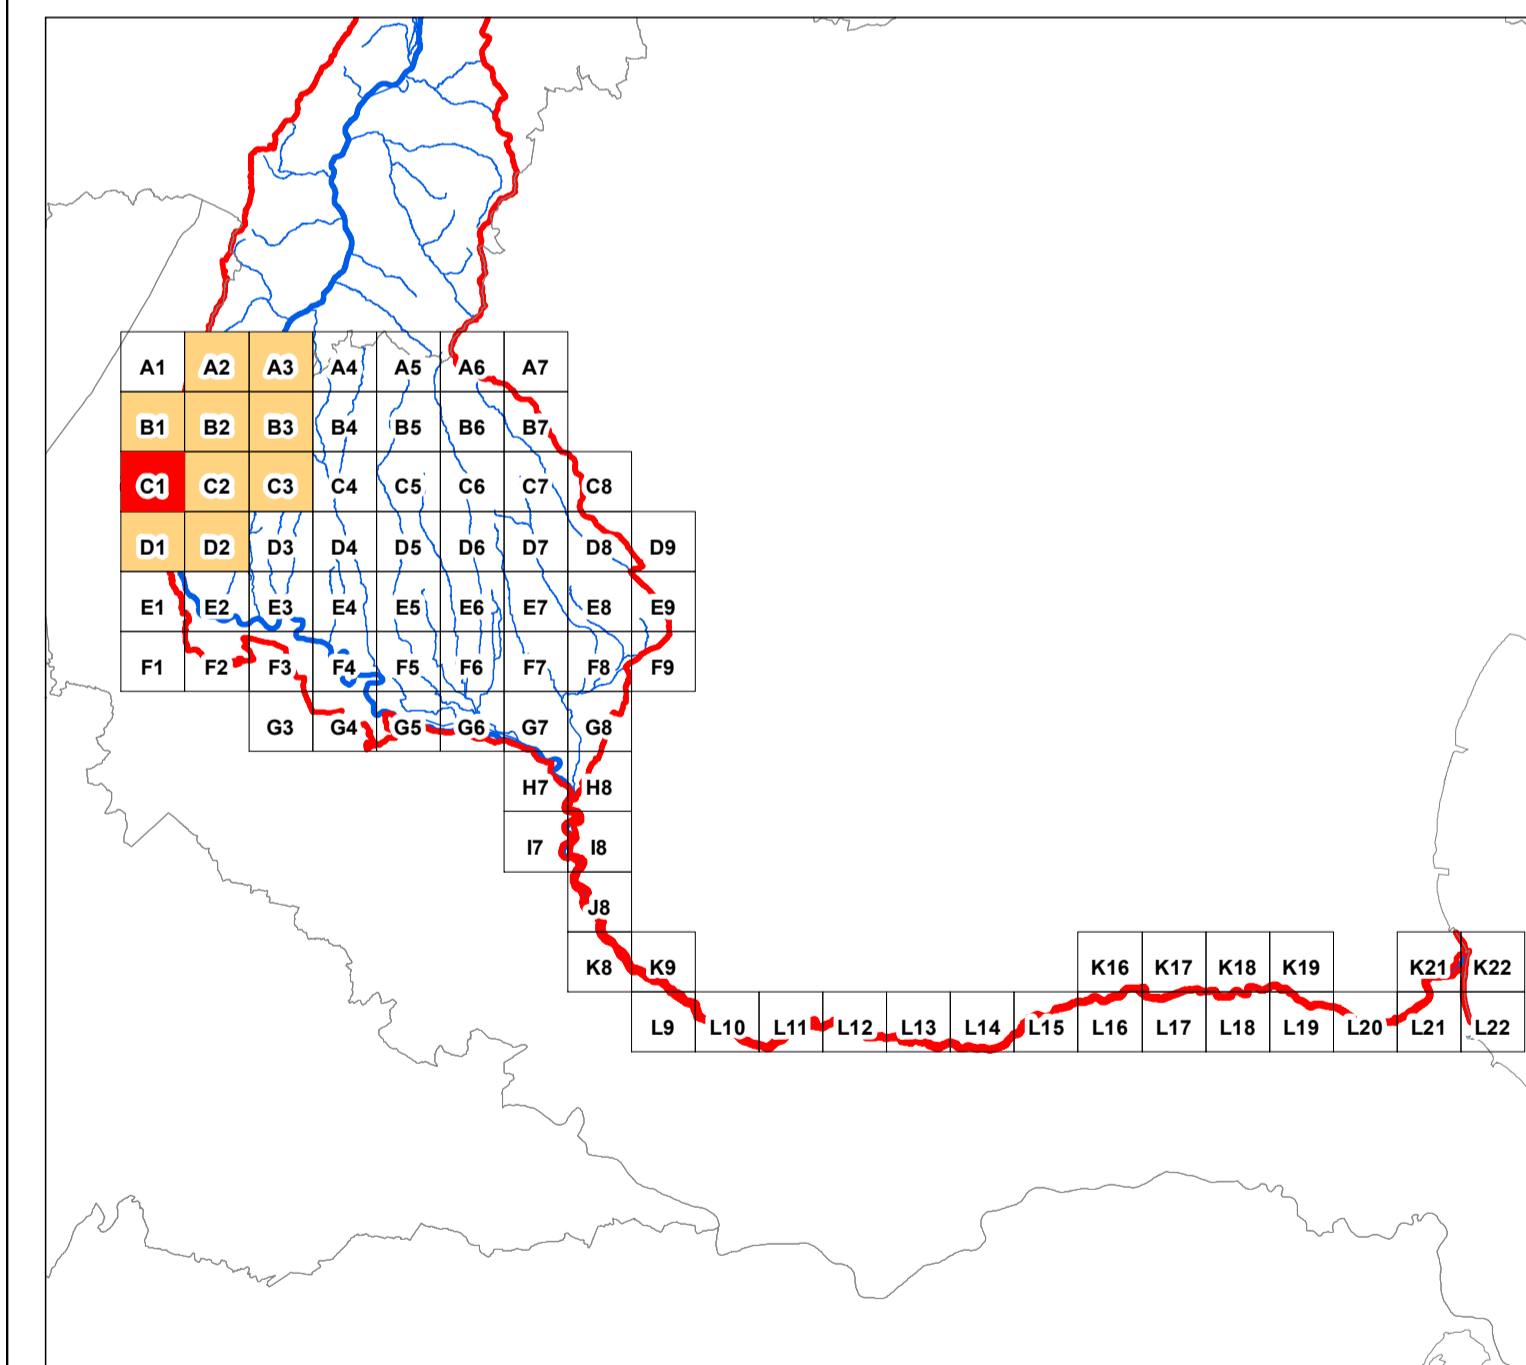 A1 A2 A3 A4 A5 A6 A7
B1 B2 B3 B4 B5 B6 B7
C1 C2 C3 C4 C5 C6 C7 C8
D1 D2 D3 D4 D5 D6 D7 D8 D9
E1 E2 E3 E4 E5 E6 E7 E8 E9
F1 F2 F3 F4 F5 F6 F7 F8 F9
G3 G4 G5 G6 G7 G8
H7 H8
I7 I8
J8
K8 K9 K16 K17 K18 K19 K21 K22
L9 L10 L11 L12 L13 L14 L15 L16 L17 L18 L19 L20 L21 L22